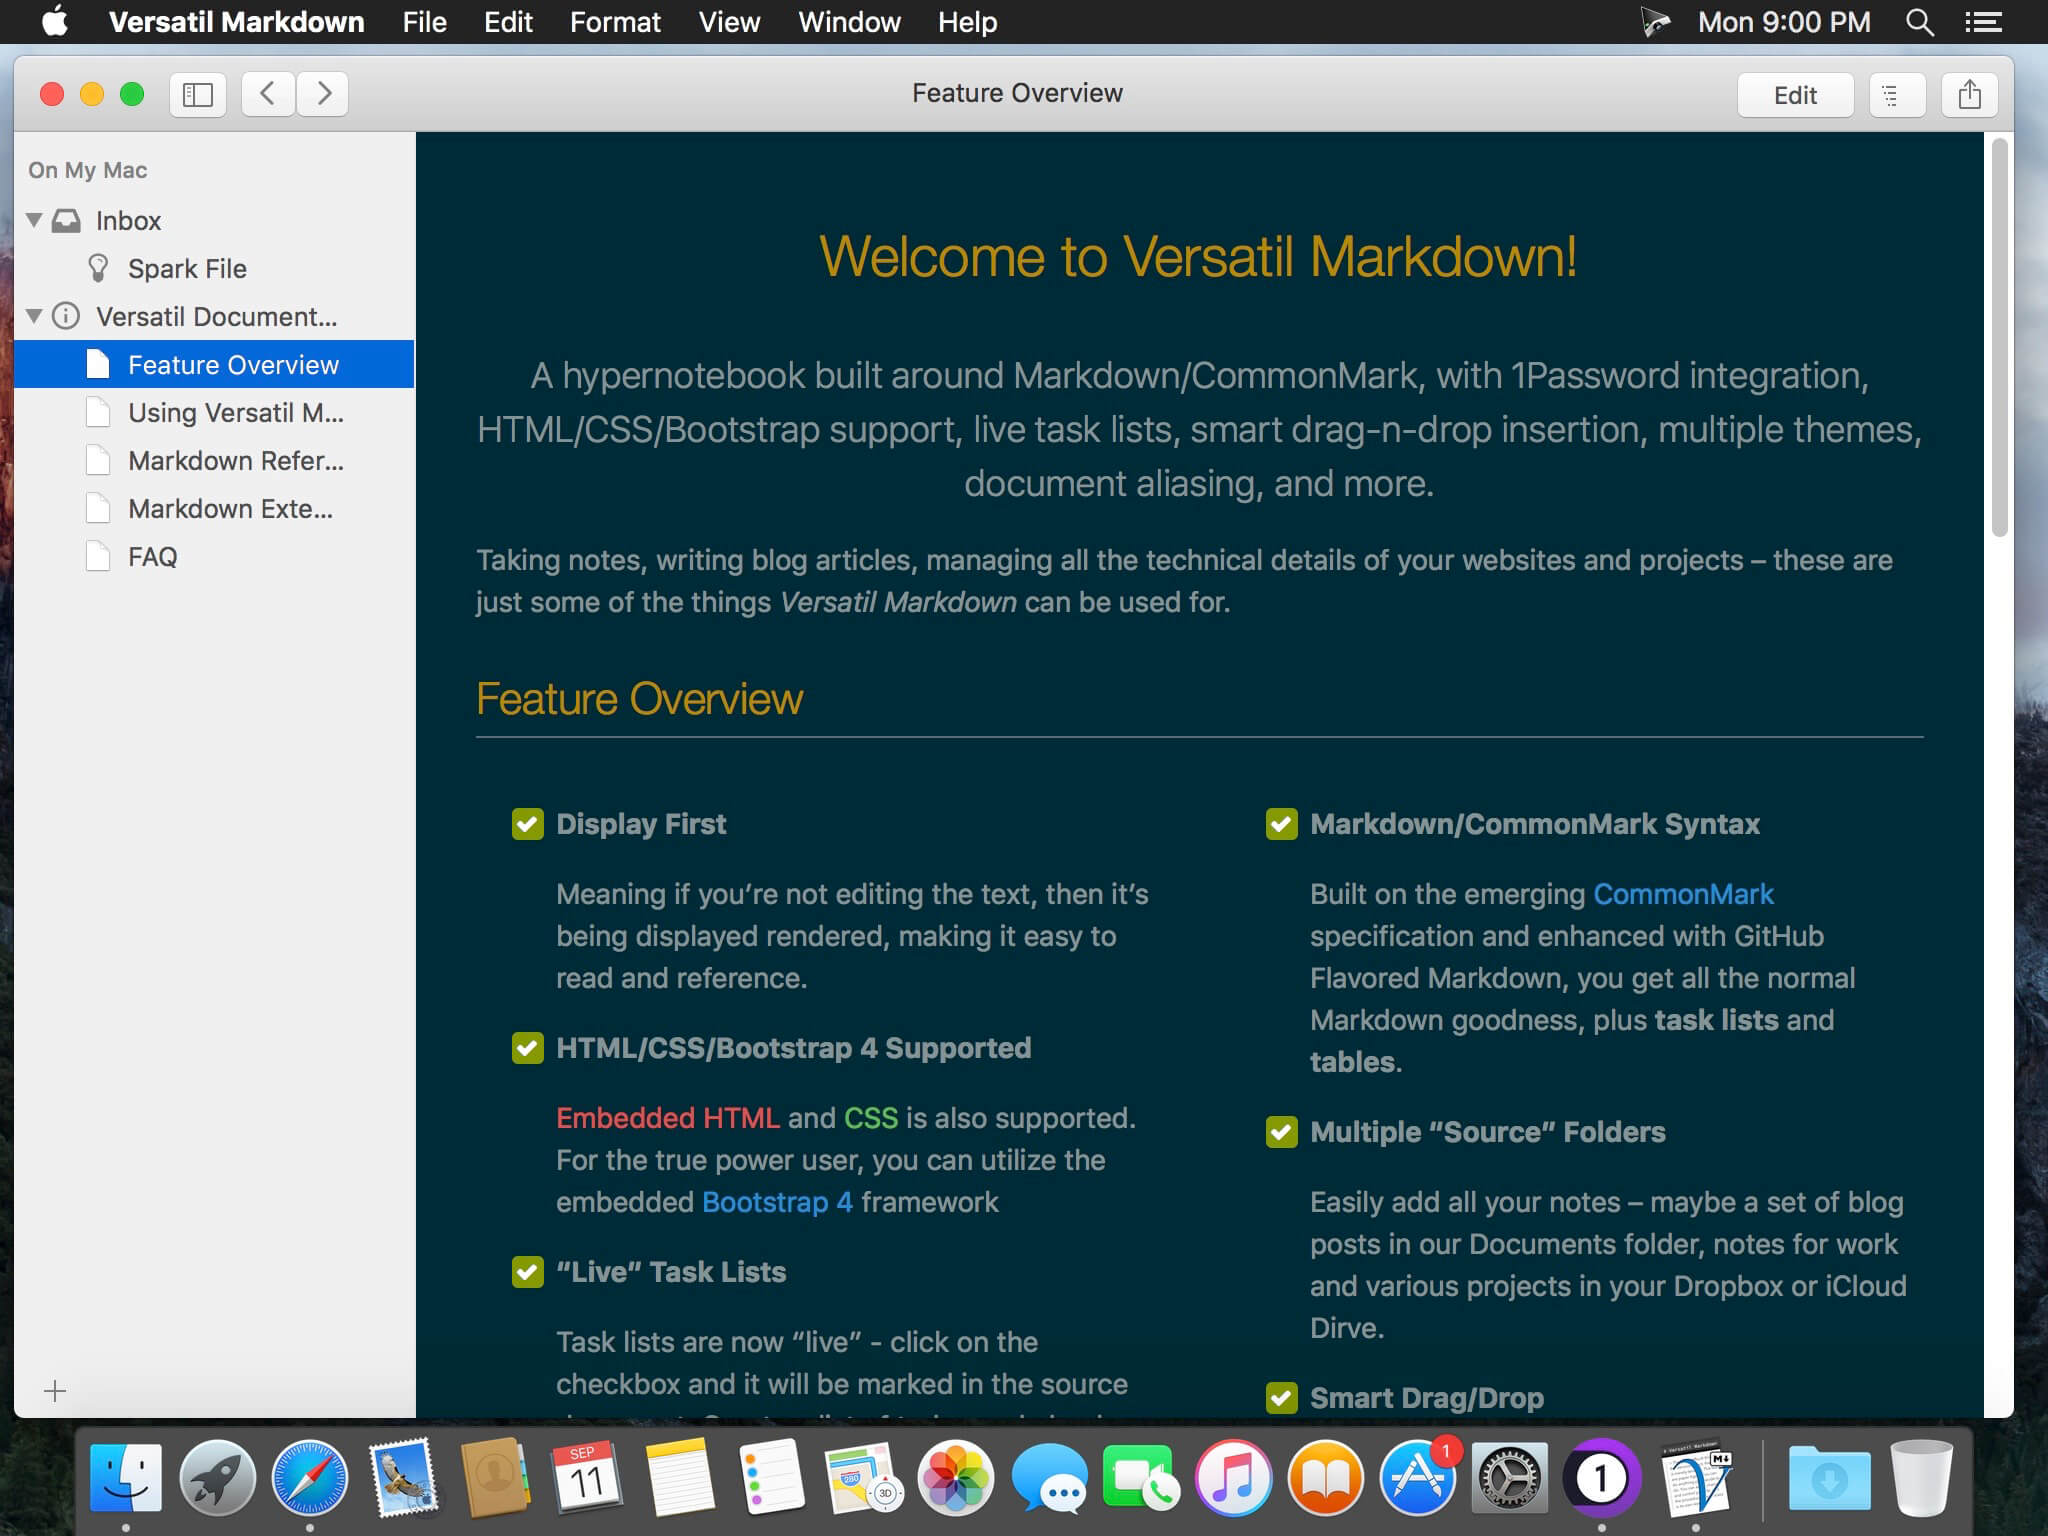 Versatil Markdown File Edit Format View Window Help Mon 9:00 PM
Feature Overview
Edit
On My Mac
Inbox
Spark File
Versatil Document...
Feature Overview
Using Versatil M...
Markdown Refer...
Markdown Exte...
FAQ
Welcome to Versatil Markdown!
A hypernotebook built around Markdown/CommonMark, with 1Password integration,
HTML/CSS/Bootstrap support, live task lists, smart drag-n-drop insertion, multiple themes,
document aliasing, and more.
Taking notes, writing blog articles, managing all the technical details of your websites and projects – these are
just some of the things Versatil Markdown can be used for.
Feature Overview
Display First
Meaning if you’re not editing the text, then it’s
being displayed rendered, making it easy to
read and reference.
HTML/CSS/Bootstrap 4 Supported
Embedded HTML and CSS is also supported.
For the true power user, you can utilize the
embedded Bootstrap 4 framework
“Live” Task Lists
Task lists are now “live” - click on the
checkbox and it will be marked in the source
Markdown/CommonMark Syntax
Built on the emerging CommonMark
specification and enhanced with GitHub
Flavored Markdown, you get all the normal
Markdown goodness, plus task lists and
tables.
Multiple “Source” Folders
Easily add all your notes – maybe a set of blog
posts in our Documents folder, notes for work
and various projects in your Dropbox or iCloud
Dirve.
Smart Drag/Drop
SEP
11
280
3D
1
1
Versatil Markdown
M